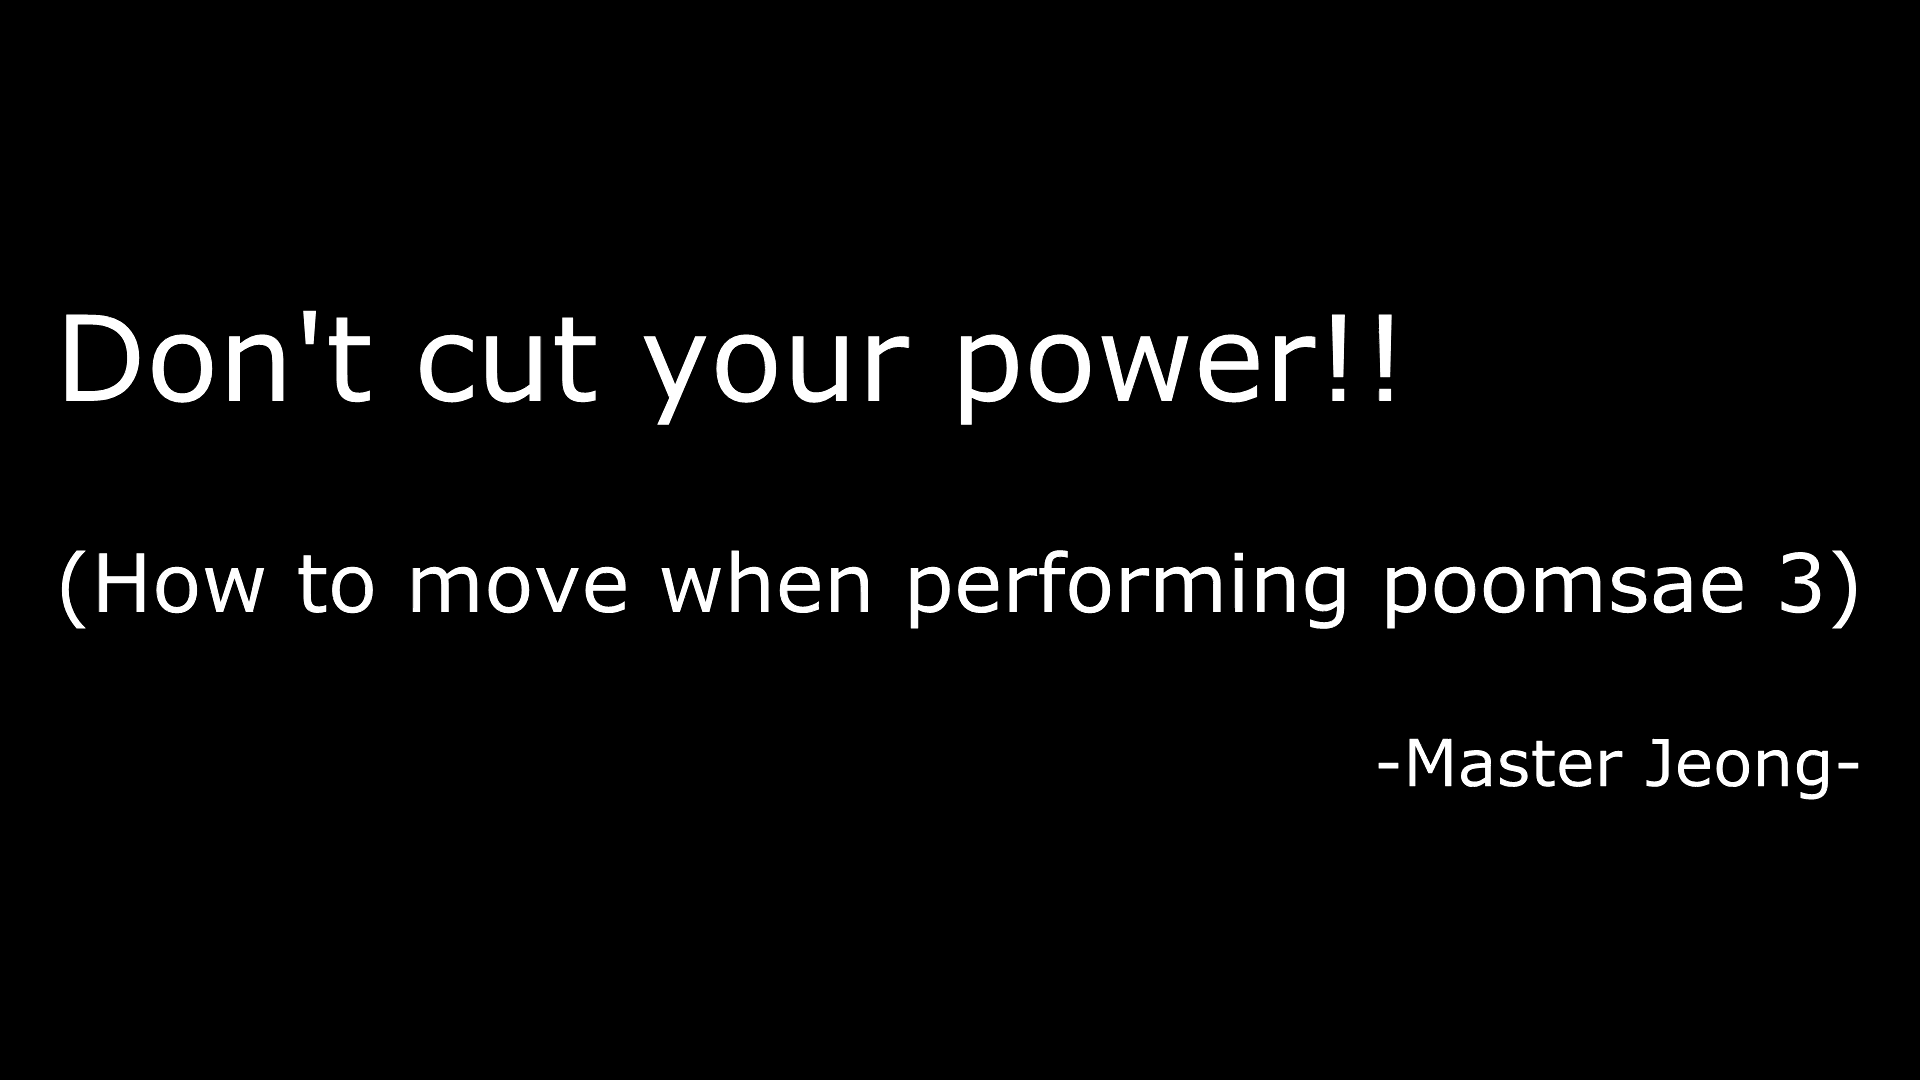 Don't cut your power!!
(How to move when performing poomsae 3)
-Master Jeong-